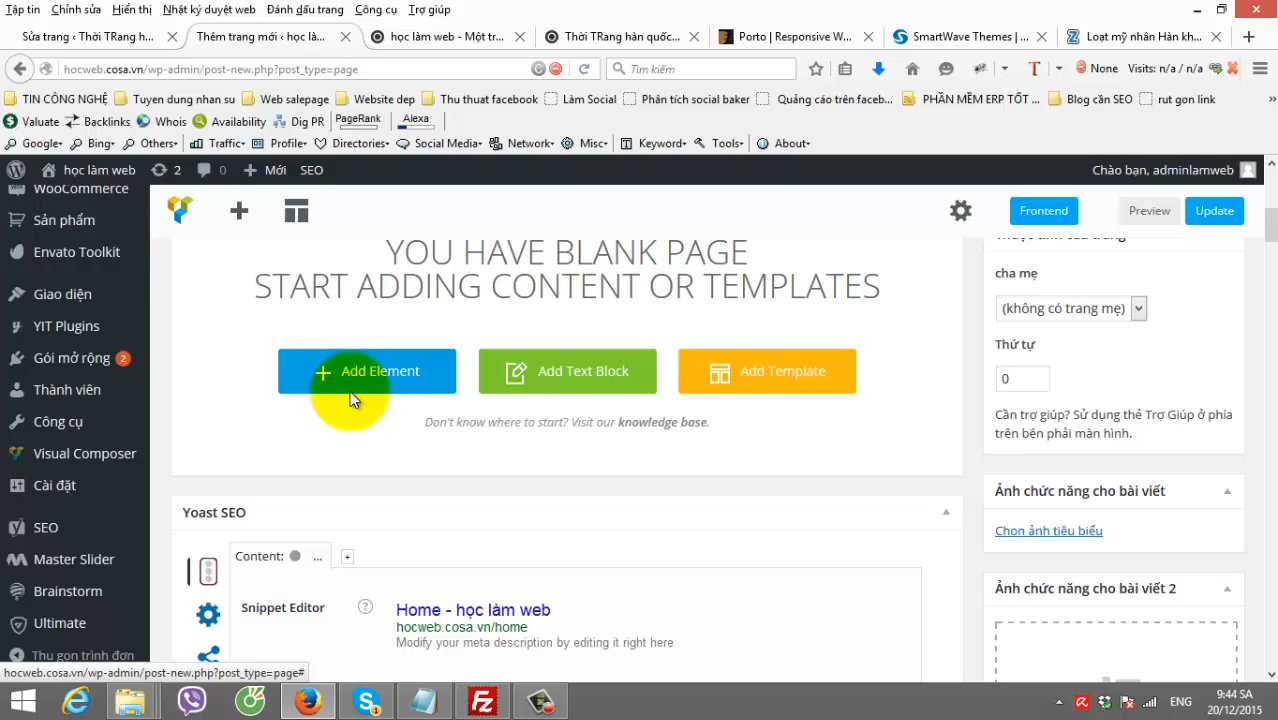 Tập tin Chỉnh sửa Hiển thị Nhật ký duyệt web Đánh dấu trang Công cụ Trợ giúp
Sửa trang ‹ Thời TRang h... Thêm trang mới ‹ học là... học làm web - Một tr... Thời TRang hàn quốc... Porto | Responsive W... SmartWave Themes | ... Loạt mỹ nhân Hàn kh...
hocweb.cosa.vn/wp-admin/post-new.php?post_type=page Tìm kiếm None Visits: n/a / n/a
TIN CÔNG NGHỆ Tuyen dung nhan su Web salepage Website dep Thu thuat facebook Làm Social Phân tích social baker Quảng cáo trên faceb... PHẦN MỀM ERP TỐT ... Blog cần SEO rut gon link
Valuate Backlinks Whois Availability Dig PR PageRank Alexa
Google Bing Others Traffic Profile Directories Social Media Network Misc Keyword Tools About
học làm web 2 0 Mới SEO Chào bạn, adminlamweb
WooCommerce
Sản phẩm
Envato Toolkit
Giao diện
YIT Plugins
Gói mở rộng 2
Thành viên
Công cụ
Visual Composer
Cài đặt
SEO
Master Slider
Brainstorm
Ultimate
Thu gọn trình đơn
Frontend Preview Update
YOU HAVE BLANK PAGE
START ADDING CONTENT OR TEMPLATES
Add Element Add Text Block Add Template
Don't know where to start? Visit our knowledge base.
Yoast SEO
Content: ... +
Snippet Editor ? Home - học làm web
hocweb.cosa.vn/home
Modify your meta description by editing it right here
Thuộc tính của trang
cha mẹ
(không có trang mẹ)
Thứ tự
0
Cần trợ giúp? Sử dụng thẻ Trợ Giúp ở phía
trên bên phải màn hình.
Ảnh chức năng cho bài viết
Chọn ảnh tiêu biểu
Ảnh chức năng cho bài viết 2
hocweb.cosa.vn/wp-admin/post-new.php?post_type=page#
ENG 9:44 SA
20/12/2015